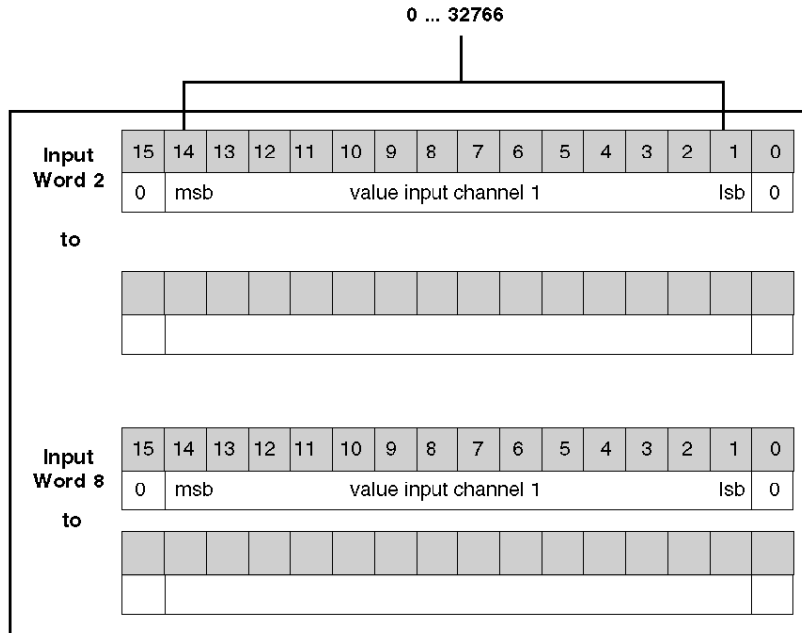 0 ... 32766
Input Word 2
15 14 13 12 11 10 9 8 7 6 5 4 3 2 1 0
0 msb value input channel 1 lsb 0
to
Input Word 8
15 14 13 12 11 10 9 8 7 6 5 4 3 2 1 0
0 msb value input channel 1 lsb 0
to